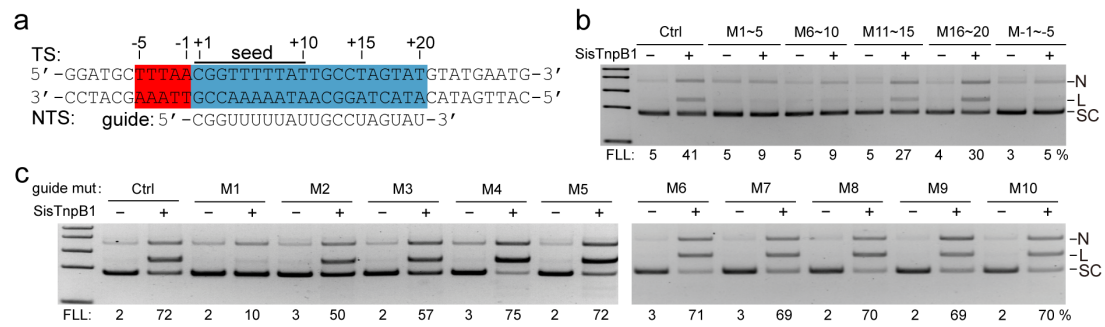 a
-5 -1 +1 +10 +15 +20
seed
TS:
5′ -GGATGCTTTAACGGTTTTTATTGCCTAGTATGTATGAATG-3′
3′ -CCTACGAAATTGCCAAAAATAACGGATCATACATAGTTAC-5′
NTS:
guide: 5′ -CGGUUUUUAUUGCCUAGUAU-3′
b
Ctrl M1~5 M6~10 M11~15 M16~20 M-1~-5
SisTnpB1 − + − + − + − + − + − +
-N
-L
-SC
FLL: 5 41 5 9 5 9 5 27 4 30 3 5 %
c
guide mut: Ctrl M1 M2 M3 M4 M5 M6 M7 M8 M9 M10
SisTnpB1 − + − + − + − + − + − + − + − + − + − + − +
-N
-L
-SC
FLL: 2 72 2 10 3 50 2 57 3 75 2 72 3 71 3 69 2 70 2 69 2 70 %